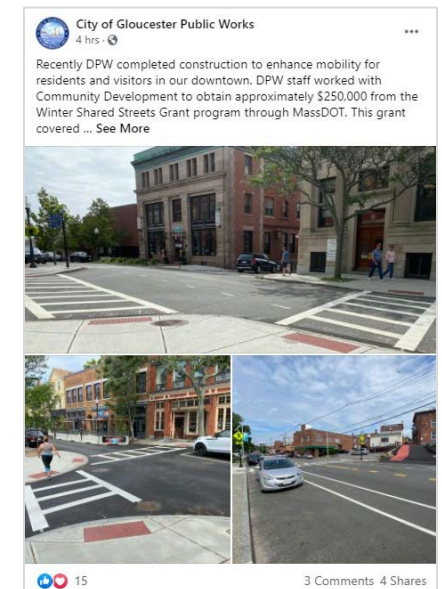 City of Gloucester Public Works
4 hrs ·
Recently DPW completed construction to enhance mobility for
residents and visitors in our downtown. DPW staff worked with
Community Development to obtain approximately $250,000 from the
Winter Shared Streets Grant program through MassDOT. This grant
covered ... See More
15
3 Comments 4 Shares